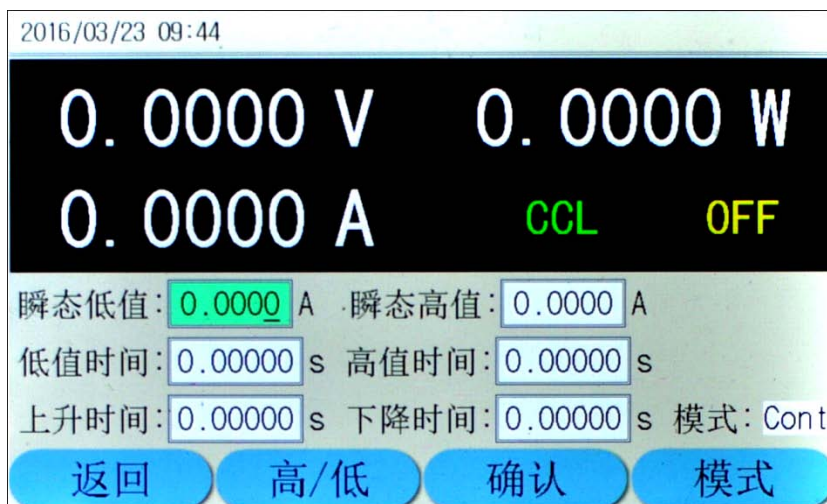 2016/03/23 09:44
0.0000 V 0.0000 W
0.0000 A CCL OFF
瞬态低值: 0.0000 A 瞬态高值: 0.0000 A
低值时间: 0.00000 s 高值时间: 0.00000 s
上升时间: 0.00000 s 下降时间: 0.00000 s 模式: Cont
返回 高/低 确认 模式